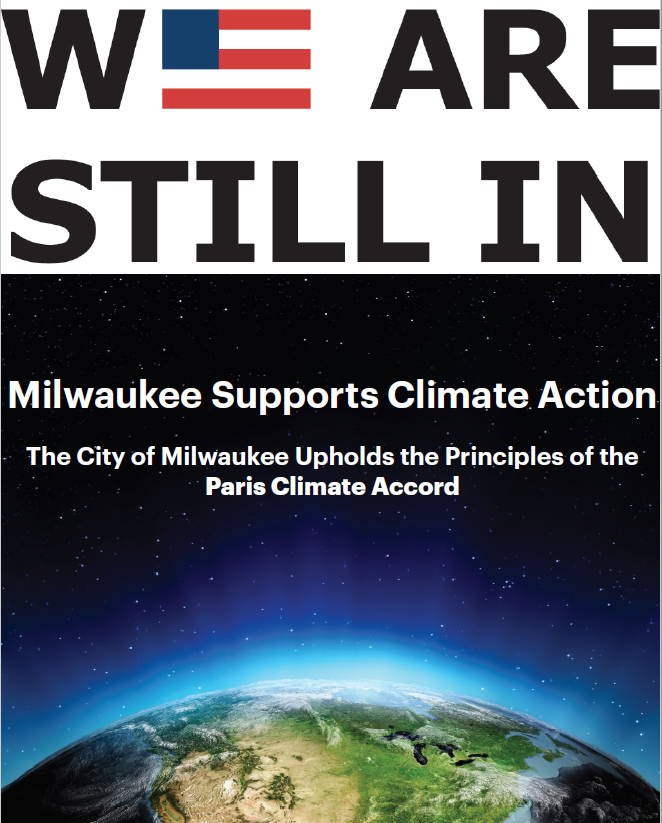 WE ARE
STILL IN
Milwaukee Supports Climate Action
The City of Milwaukee Upholds the Principles of the
Paris Climate Accord